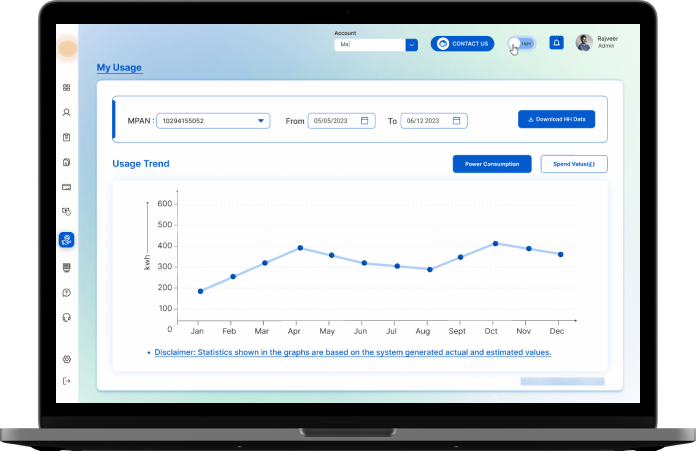 Account
Ma
CONTACT US
Rajveer
Admin
My Usage
MPAN : 10294155052
From 05/05/2023
To 06/12 2023
Download HH Data
Usage Trend
Power Consumption
Spend Value(£)
600
500
400
300
200
100
0
kwh
Jan Feb Mar Apr May Jun Jul Aug Sept Oct Nov Dec
• Disclaimer: Statistics shown in the graphs are based on the system generated actual and estimated values.